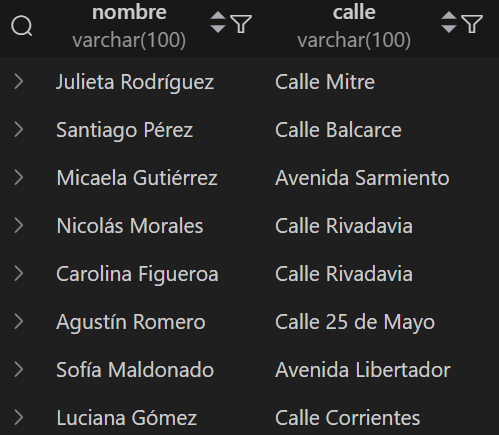 nombre calle
varchar(100) varchar(100)
Julieta Rodríguez Calle Mitre
Santiago Pérez Calle Balcarce
Micaela Gutiérrez Avenida Sarmiento
Nicolás Morales Calle Rivadavia
Carolina Figueroa Calle Rivadavia
Agustín Romero Calle 25 de Mayo
Sofía Maldonado Avenida Libertador
Luciana Gómez Calle Corrientes